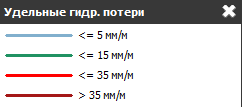 Удельные гидр. потери
<= 5 мм/м
<= 15 мм/м
<= 35 мм/м
> 35 мм/м